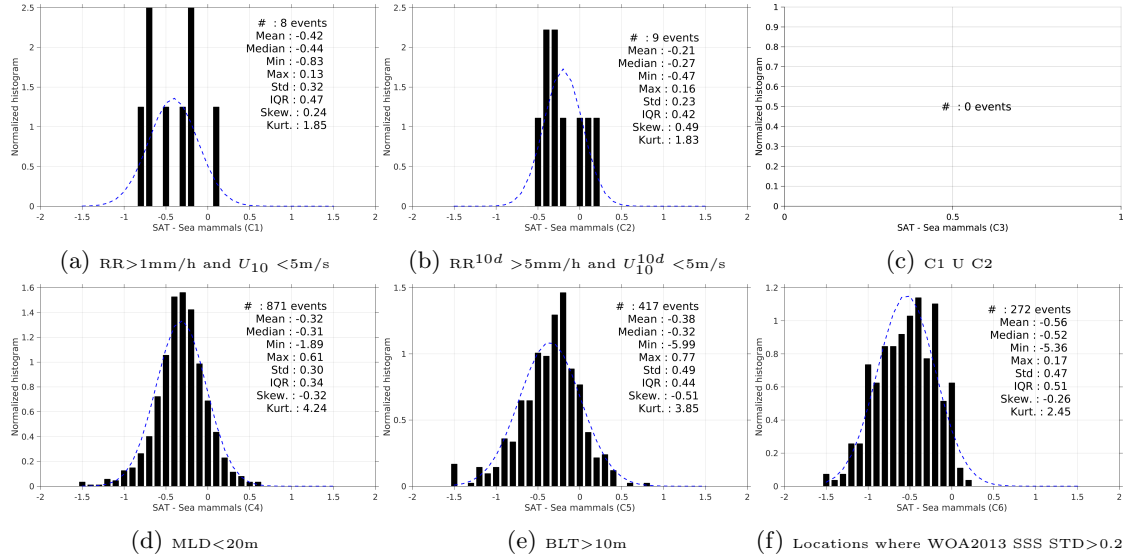 2.5
2
1.5
1
0.5
0
Normalized histogram
# : 8 events
Mean : -0.42
Median : -0.44
Min : -0.83
Max : 0.13
Std : 0.32
IQR : 0.47
Skew. : 0.24
Kurt. : 1.85
-2 -1.5 -1 -0.5 0 0.5 1 1.5 2
SAT - Sea mammals (C1)
(a) RR>1mm/h and U10 <5m/s
2.5
2
1.5
1
0.5
0
Normalized histogram
# : 9 events
Mean : -0.21
Median : -0.27
Min : -0.47
Max : 0.16
Std : 0.23
IQR : 0.42
Skew. : 0.49
Kurt. : 1.83
-2 -1.5 -1 -0.5 0 0.5 1 1.5 2
SAT - Sea mammals (C2)
(b) RR10d >5mm/h and U10d10 <5m/s
1
0.9
0.8
0.7
0.6
0.5
0.4
0.3
0.2
0.1
0
Normalized histogram
# : 0 events
0 0.5 1
SAT - Sea mammals (C3)
(c) C1 U C2
1.6
1.4
1.2
1
0.8
0.6
0.4
0.2
0
Normalized histogram
# : 871 events
Mean : -0.32
Median : -0.31
Min : -1.89
Max : 0.61
Std : 0.30
IQR : 0.34
Skew. : -0.32
Kurt. : 4.24
-2 -1.5 -1 -0.5 0 0.5 1 1.5 2
SAT - Sea mammals (C4)
(d) MLD<20m
1.5
1
0.5
0
Normalized histogram
# : 417 events
Mean : -0.38
Median : -0.32
Min : -5.99
Max : 0.77
Std : 0.49
IQR : 0.44
Skew. : -0.51
Kurt. : 3.85
-2 -1.5 -1 -0.5 0 0.5 1 1.5 2
SAT - Sea mammals (C5)
(e) BLT>10m
1.2
1
0.8
0.6
0.4
0.2
0
Normalized histogram
# : 272 events
Mean : -0.56
Median : -0.52
Min : -5.36
Max : 0.17
Std : 0.47
IQR : 0.51
Skew. : -0.26
Kurt. : 2.45
-2 -1.5 -1 -0.5 0 0.5 1 1.5 2
SAT - Sea mammals (C6)
(f) Locations where WOA2013 SSS STD>0.2